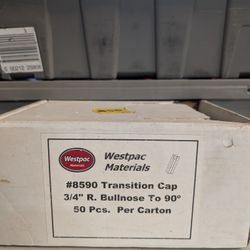 Westpac
Materials
Westpac
Materials
#8590 Transition Cap
3/4" R. Bullnose To 90°
50 Pcs. Per Carton